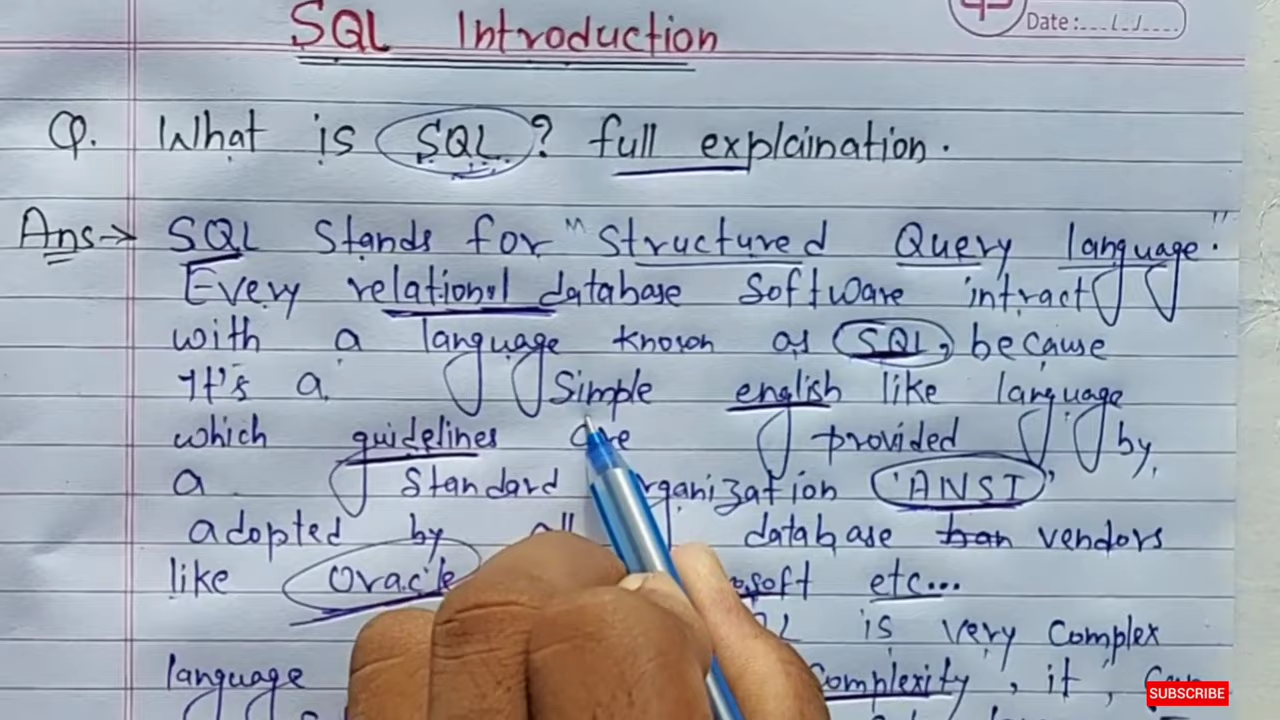 SQL Introduction
Date:
Q. What is SQL? full explaination.
Ans→ SQL Stands for "Structured Query language."
Every relational database Software intract
with a language known as SQL, because
It's a Simple english like language
which guidelines are provided by,
a Standard organization 'ANSI'
adopted by all database ban vendors
like Oracle etc...
is very Complex
language Complexity, it,
SUBSCRIBE